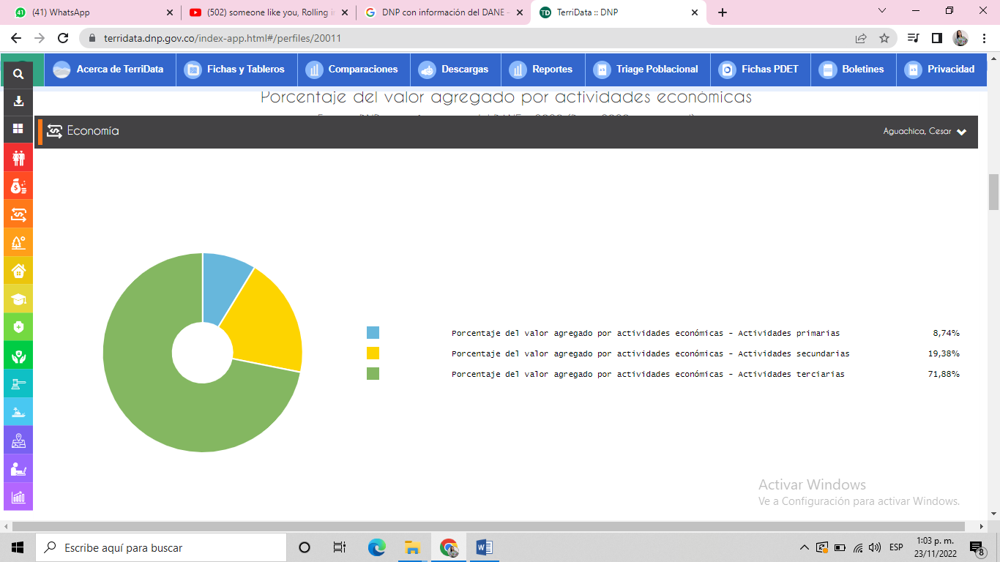 (41) WhatsApp
(502) someone like you, Rolling i
DNP con información del DANE -
TerriData :: DNP
terridata.dnp.gov.co/index-app.html#/perfiles/20011
Acerca de TerriData Fichas y Tableros Comparaciones Descargas Reportes Triage Poblacional Fichas PDET Boletines Privacidad
Porcentaje del valor agregado por actividades económicas
Economía
Aguachica, Cesar
Porcentaje del valor agregado por actividades económicas - Actividades primarias 8,74%
Porcentaje del valor agregado por actividades económicas - Actividades secundarias 19,38%
Porcentaje del valor agregado por actividades económicas - Actividades terciarias 71,88%
Activar Windows
Ve a Configuración para activar Windows.
Escribe aquí para buscar
ESP
1:03 p. m.
23/11/2022
8